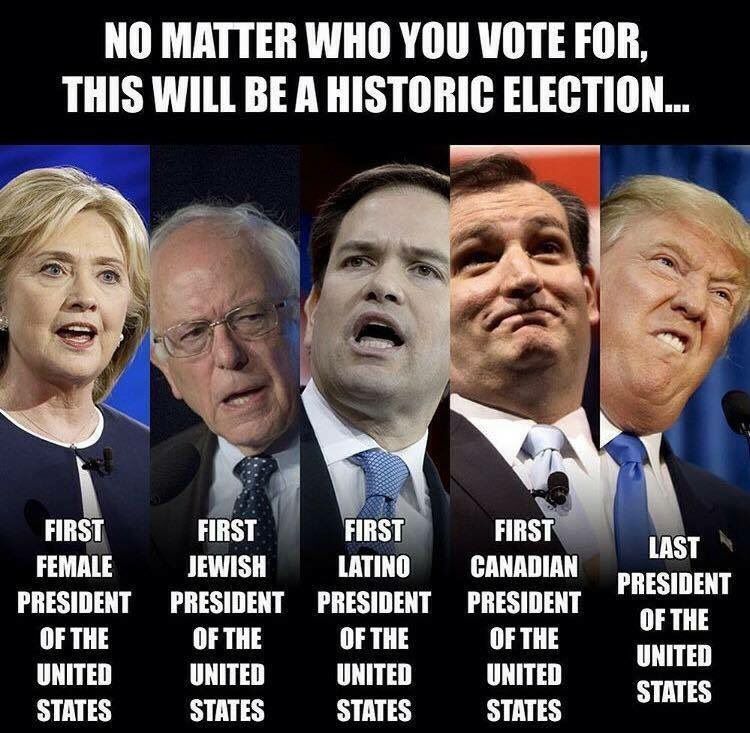 NO MATTER WHO YOU VOTE FOR,
THIS WILL BE A HISTORIC ELECTION...
FIRST
FEMALE
PRESIDENT
OF THE
UNITED
STATES
FIRST
JEWISH
PRESIDENT
OF THE
UNITED
STATES
FIRST
LATINO
PRESIDENT
OF THE
UNITED
STATES
FIRST
CANADIAN
PRESIDENT
OF THE
UNITED
STATES
LAST
PRESIDENT
OF THE
UNITED
STATES